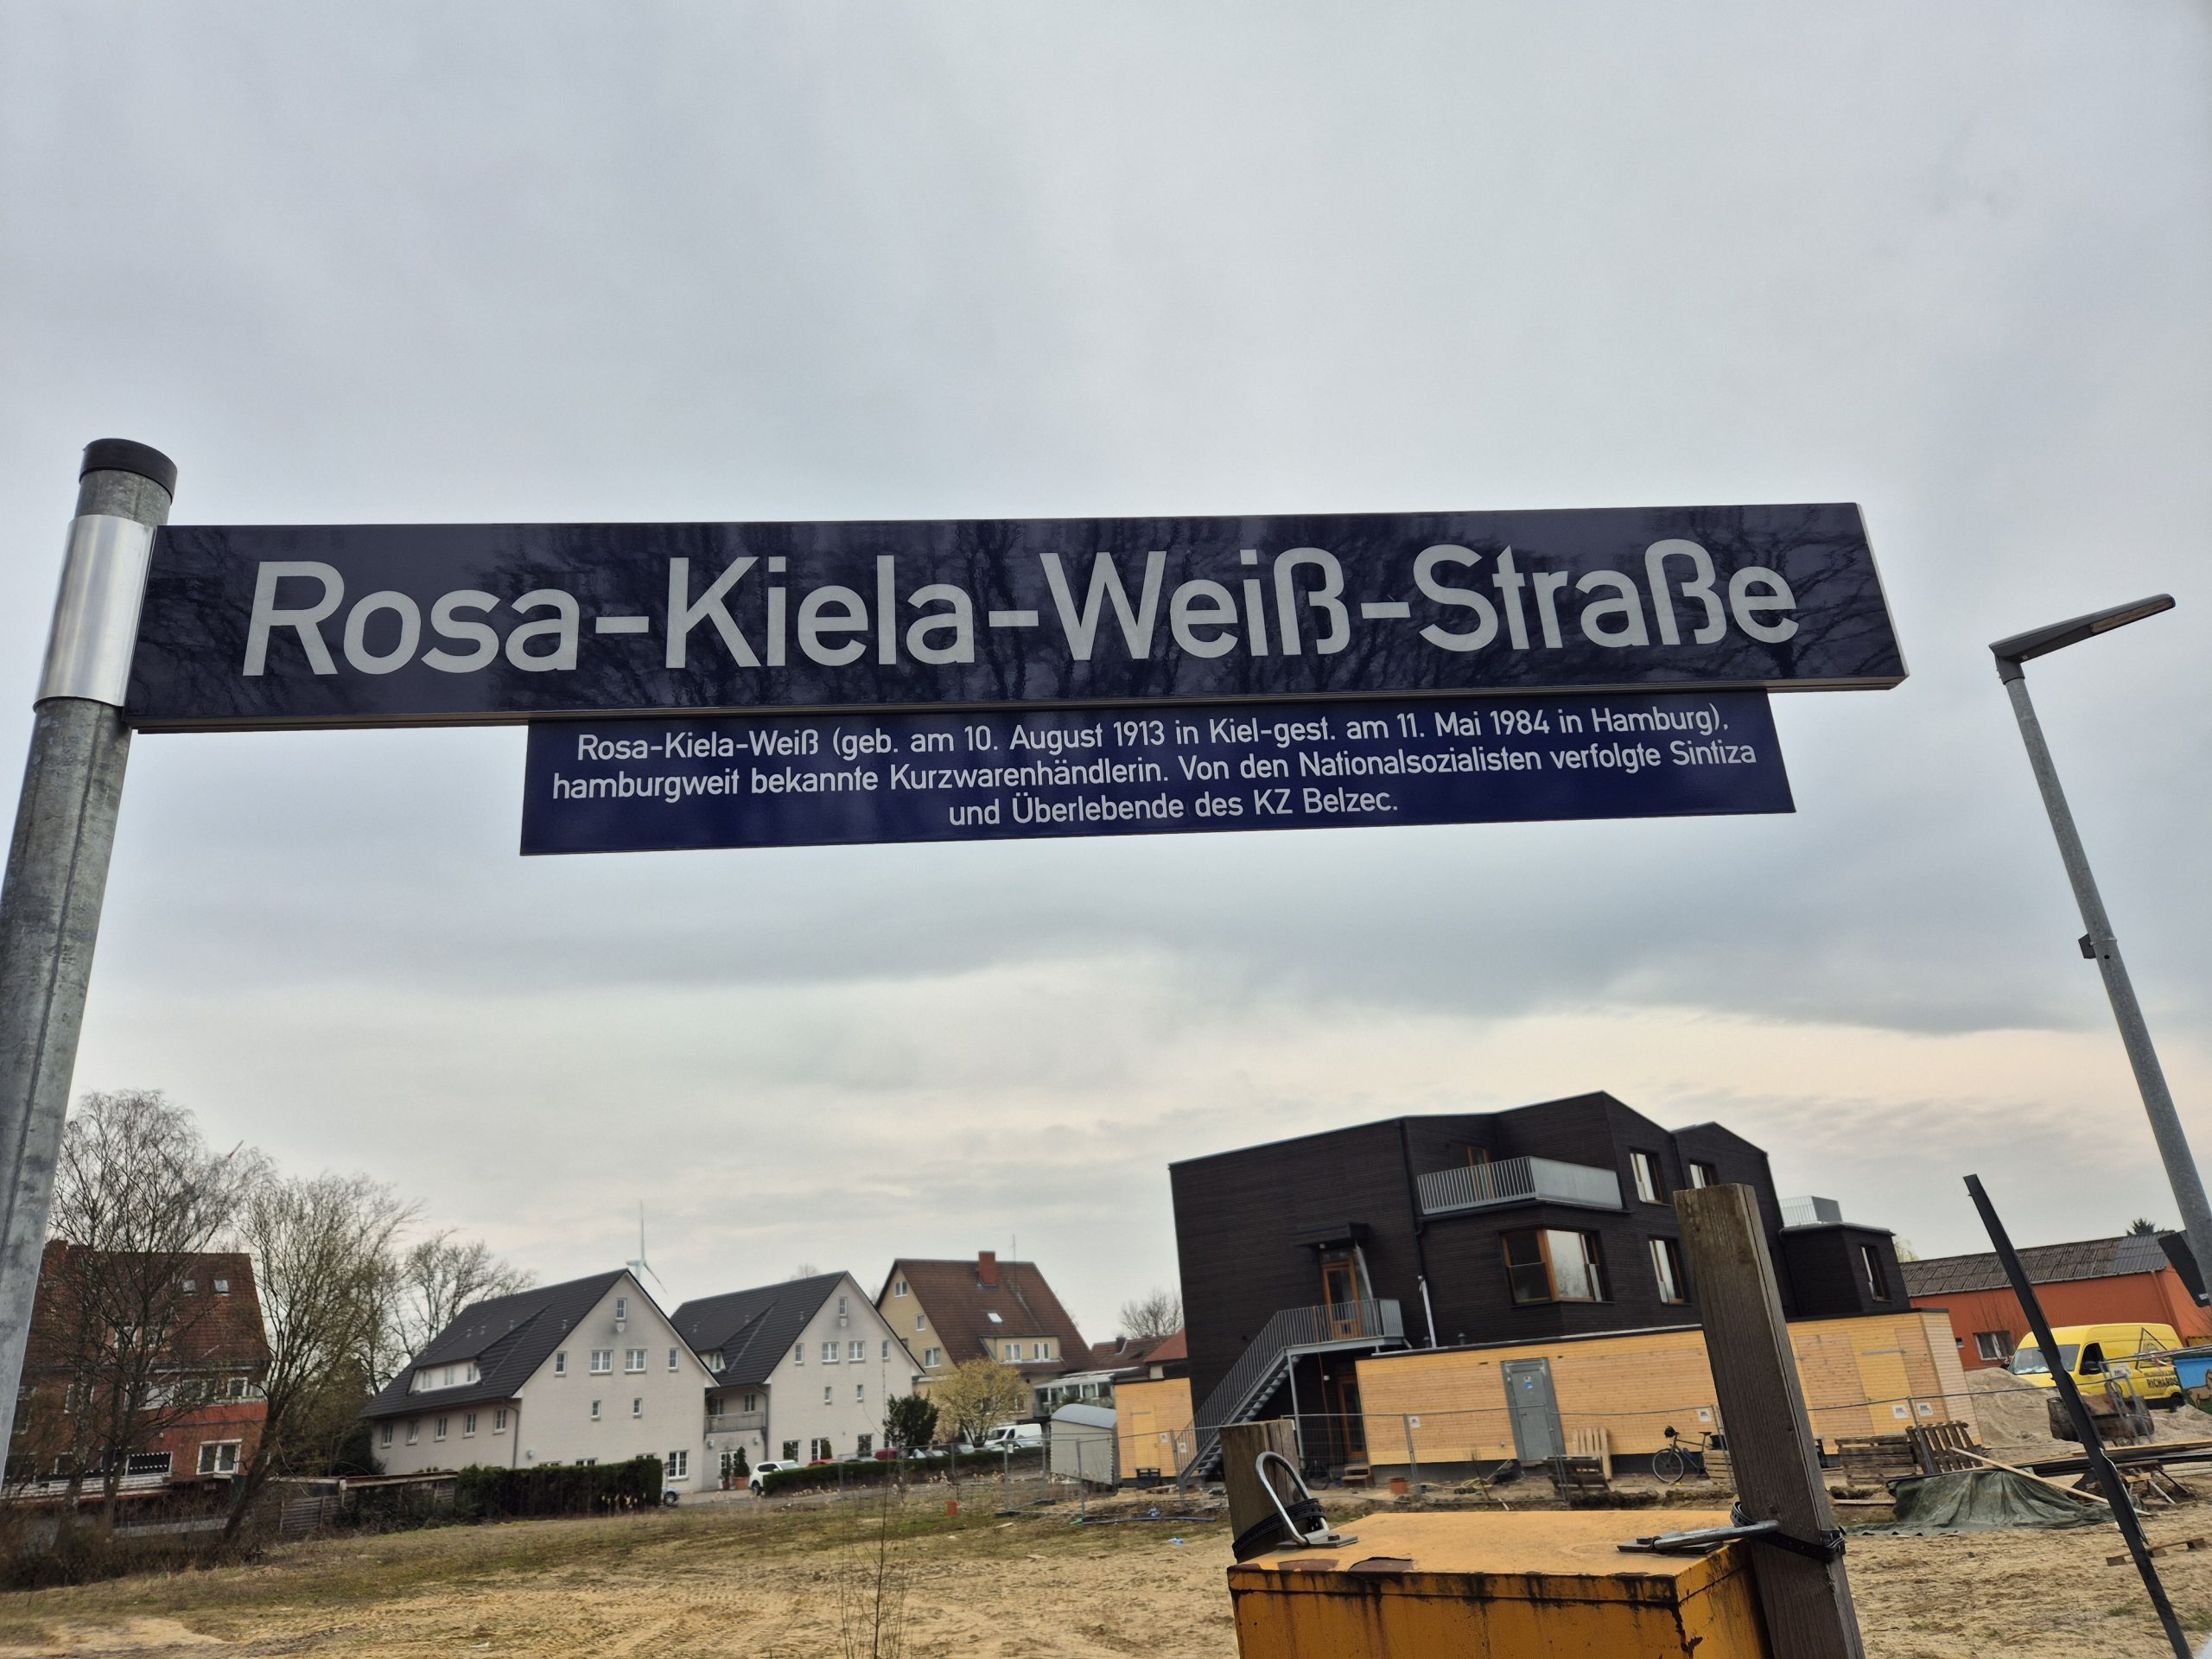 Rosa-Kiela-Weiß-Straße
Rosa-Kiela-Weiß (geb. am 10. August 1913 in Kiel-gest. am 11. Mai 1984 in Hamburg),
hamburgweit bekannte Kurzwarenhändlerin. Von den Nationalsozialisten verfolgte Sintiza
und Überlebende des KZ Belzec.